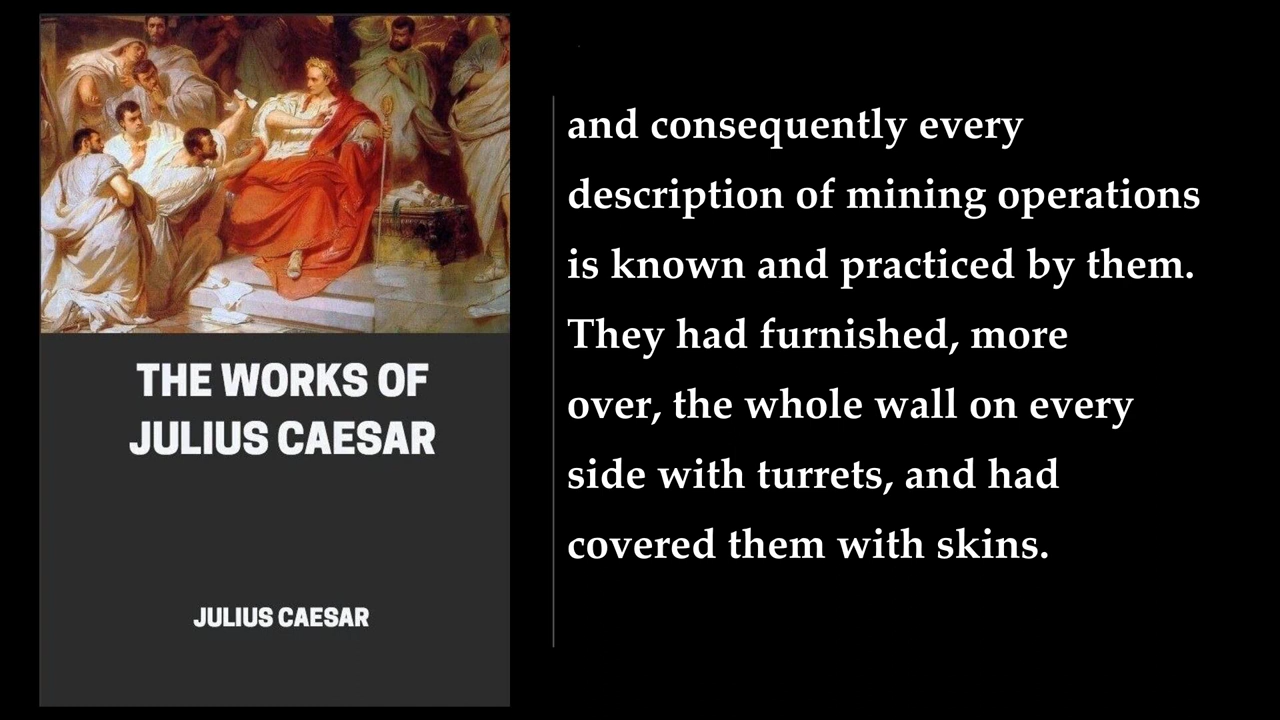 THE WORKS OF
JULIUS CAESAR
JULIUS CAESAR
and consequently every
description of mining operations
is known and practiced by them.
They had furnished, more
over, the whole wall on every
side with turrets, and had
covered them with skins.